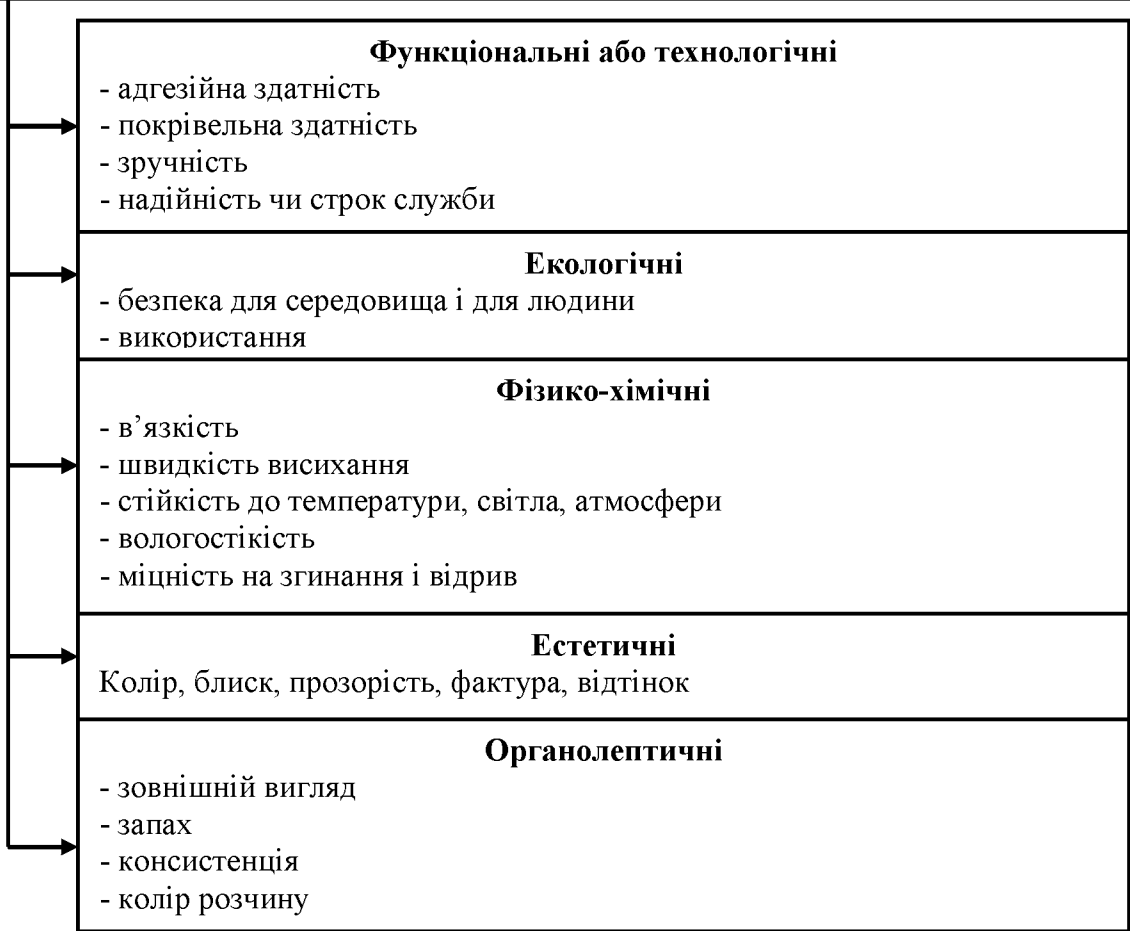 Функціональні або технологічні
- адгезійна здатність
- покрівельна здатність
- зручність
- надійність чи строк служби
Екологічні
- безпека для середовища і для людини
- використання
Фізико-хімічні
- в’язкість
- швидкість висихання
- стійкість до температури, світла, атмосфери
- вологостікість
- міцність на згинання і відрив
Естетичні
Колір, блиск, прозорість, фактура, відтінок
Органолептичні
- зовнішній вигляд
- запах
- консистенція
- колір розчину